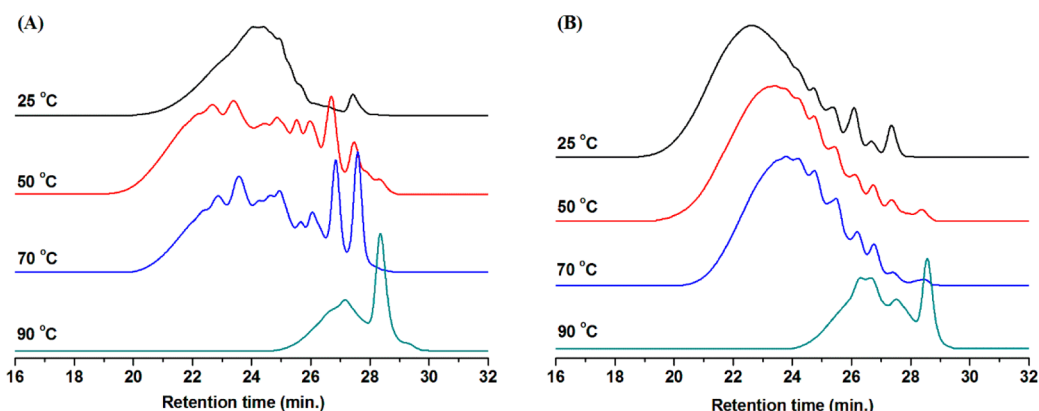 (A)
25 °C
50 °C
70 °C
90 °C
16 18 20 22 24 26 28 30 32
Retention time (min.)
(B)
25 °C
50 °C
70 °C
90 °C
16 18 20 22 24 26 28 30 32
Retention time (min.)